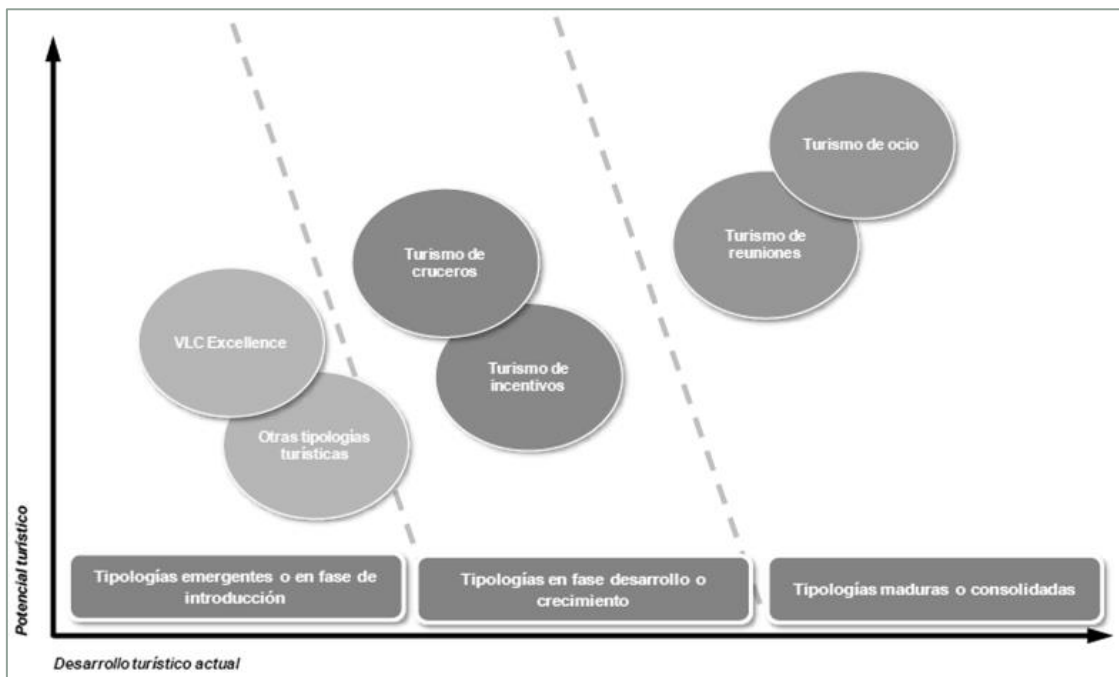 Turismo de ocio
Turismo de
reuniones
Turismo de
cruceros
VLC Excellence
Turismo de
incentivos
Otras tipologías
turísticas
Potencial turístico
Tipologías emergentes o en fase de
introducción
Tipologías en fase desarrollo o
crecimiento
Tipologías maduras o consolidadas
Desarrollo turístico actual